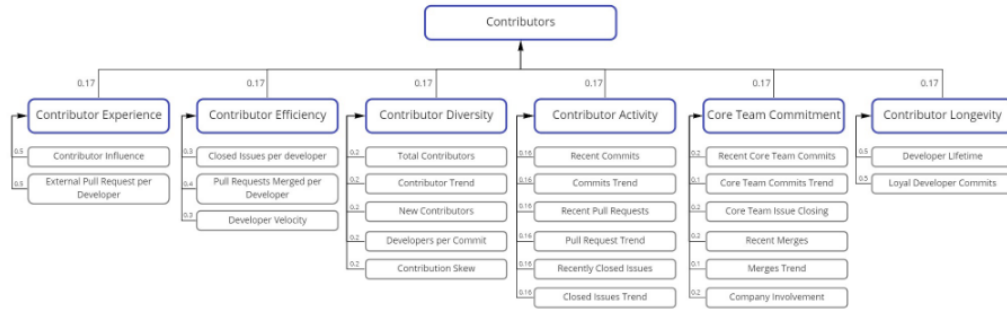 Contributors
0.17
0.17
0.17
0.17
0.17
0.17
Contributor Experience
Contributor Efficiency
Contributor Diversity
Contributor Activity
Core Team Commitment
Contributor Longevity
0.5
Contributor Influence
0.5
External Pull Request per
Developer
0.3
Closed Issues per developer
0.4
Pull Requests Merged per
Developer
0.3
Developer Velocity
0.2
Total Contributors
0.2
Contributor Trend
0.2
New Contributors
0.2
Developers per Commit
0.2
Contribution Skew
0.16
Recent Commits
0.16
Commits Trend
0.16
Recent Pull Requests
0.16
Pull Request Trend
0.16
Recently Closed Issues
0.16
Closed Issues Trend
0.2
Recent Core Team Commits
0.1
Core Team Commits Trend
0.2
Core Team Issue Closing
0.2
Recent Merges
0.1
Merges Trend
0.2
Company Involvement
0.5
Developer Lifetime
0.5
Loyal Developer Commits